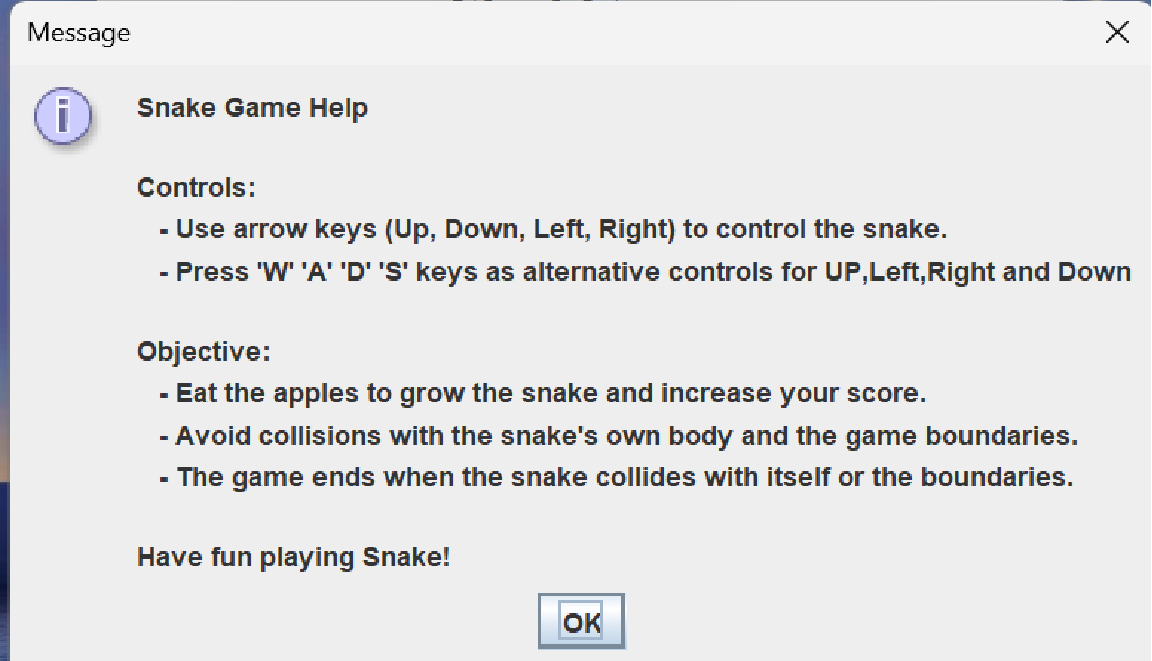 Message
Snake Game Help
Controls:
- Use arrow keys (Up, Down, Left, Right) to control the snake.
- Press 'W' 'A' 'D' 'S' keys as alternative controls for UP,Left,Right and Down
Objective:
- Eat the apples to grow the snake and increase your score.
- Avoid collisions with the snake's own body and the game boundaries.
- The game ends when the snake collides with itself or the boundaries.
Have fun playing Snake!
OK